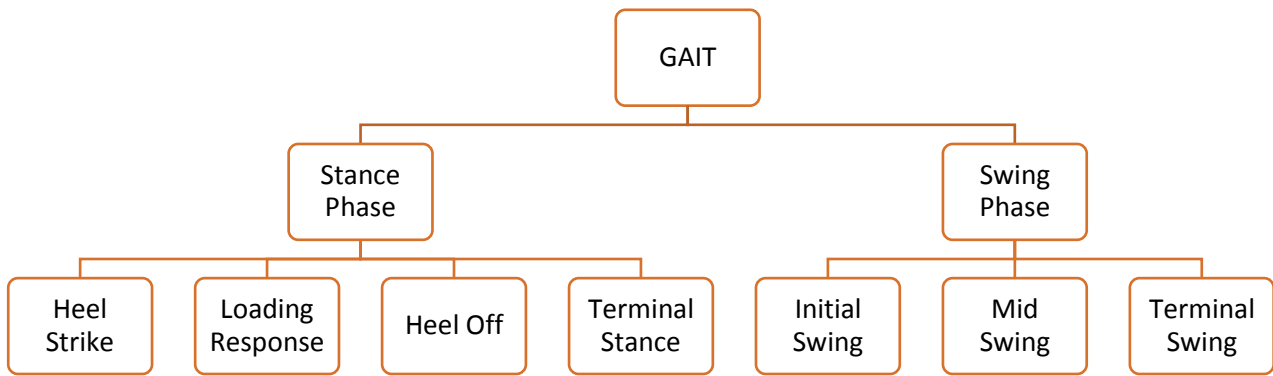 GAIT
Stance
Phase
Swing
Phase
Heel
Strike
Loading
Response
Heel Off
Terminal
Stance
Initial
Swing
Mid
Swing
Terminal
Swing